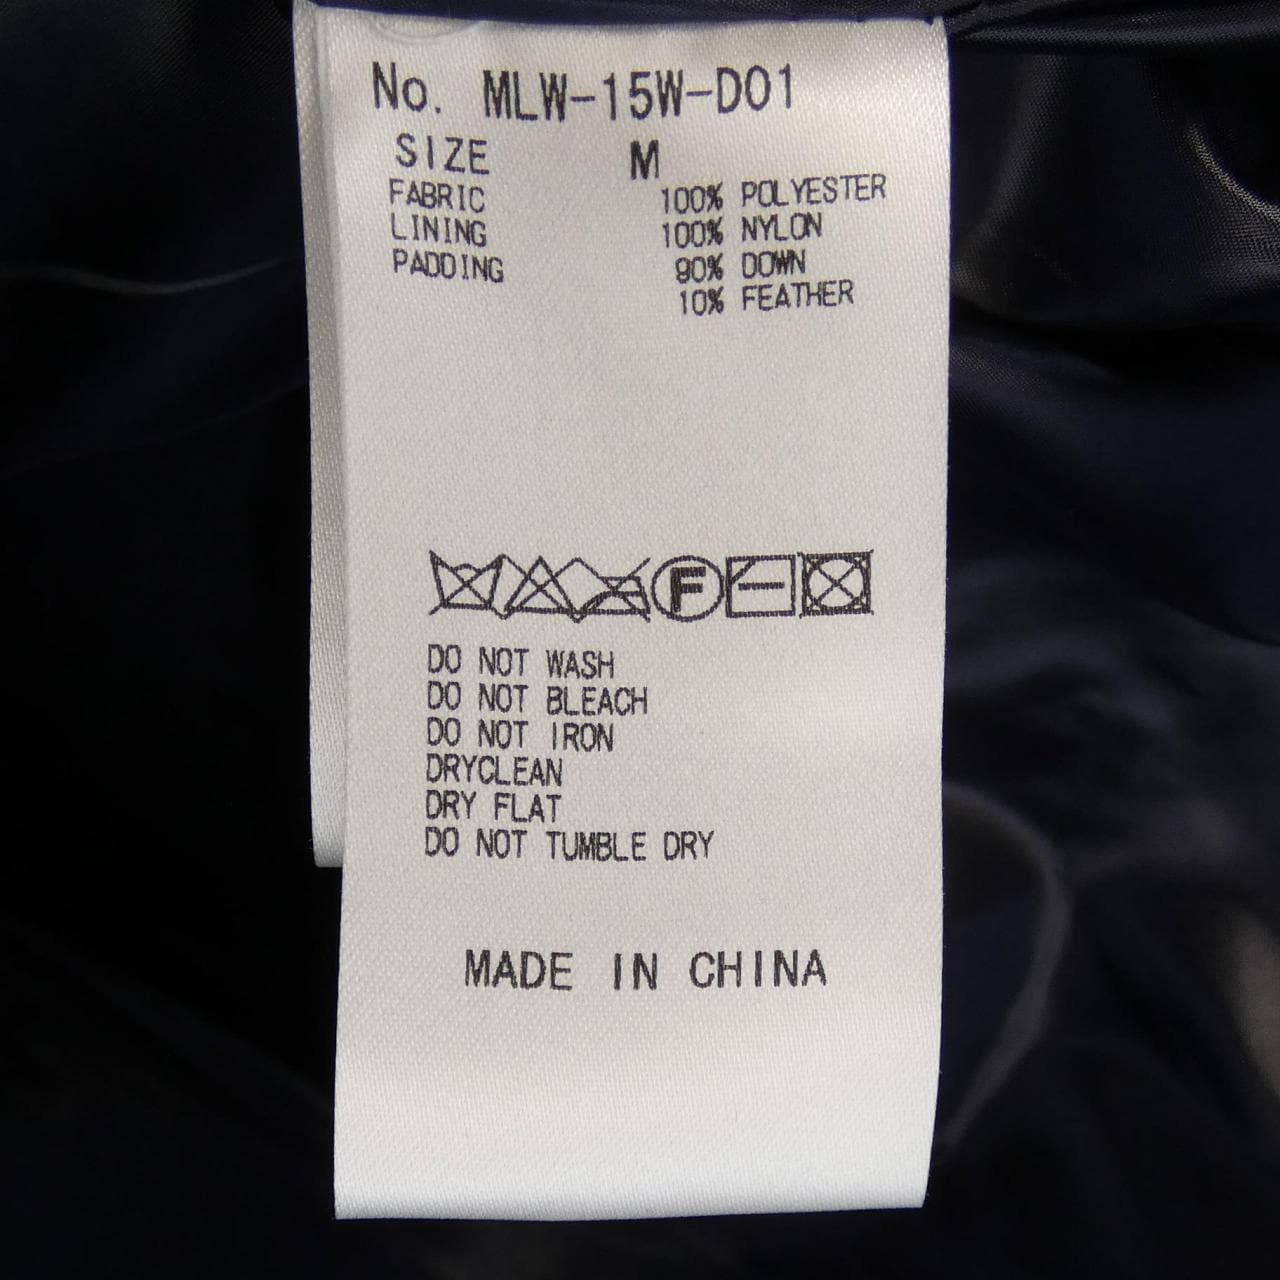 No. MLW-15W-D01
SIZE M
FABRIC 100% POLYESTER
LINING 100% NYLON
PADDING 90% DOWN
10% FEATHER
F
DO NOT WASH
DO NOT BLEACH
DO NOT IRON
DRYCLEAN
DRY FLAT
DO NOT TUMBLE DRY
MADE IN CHINA